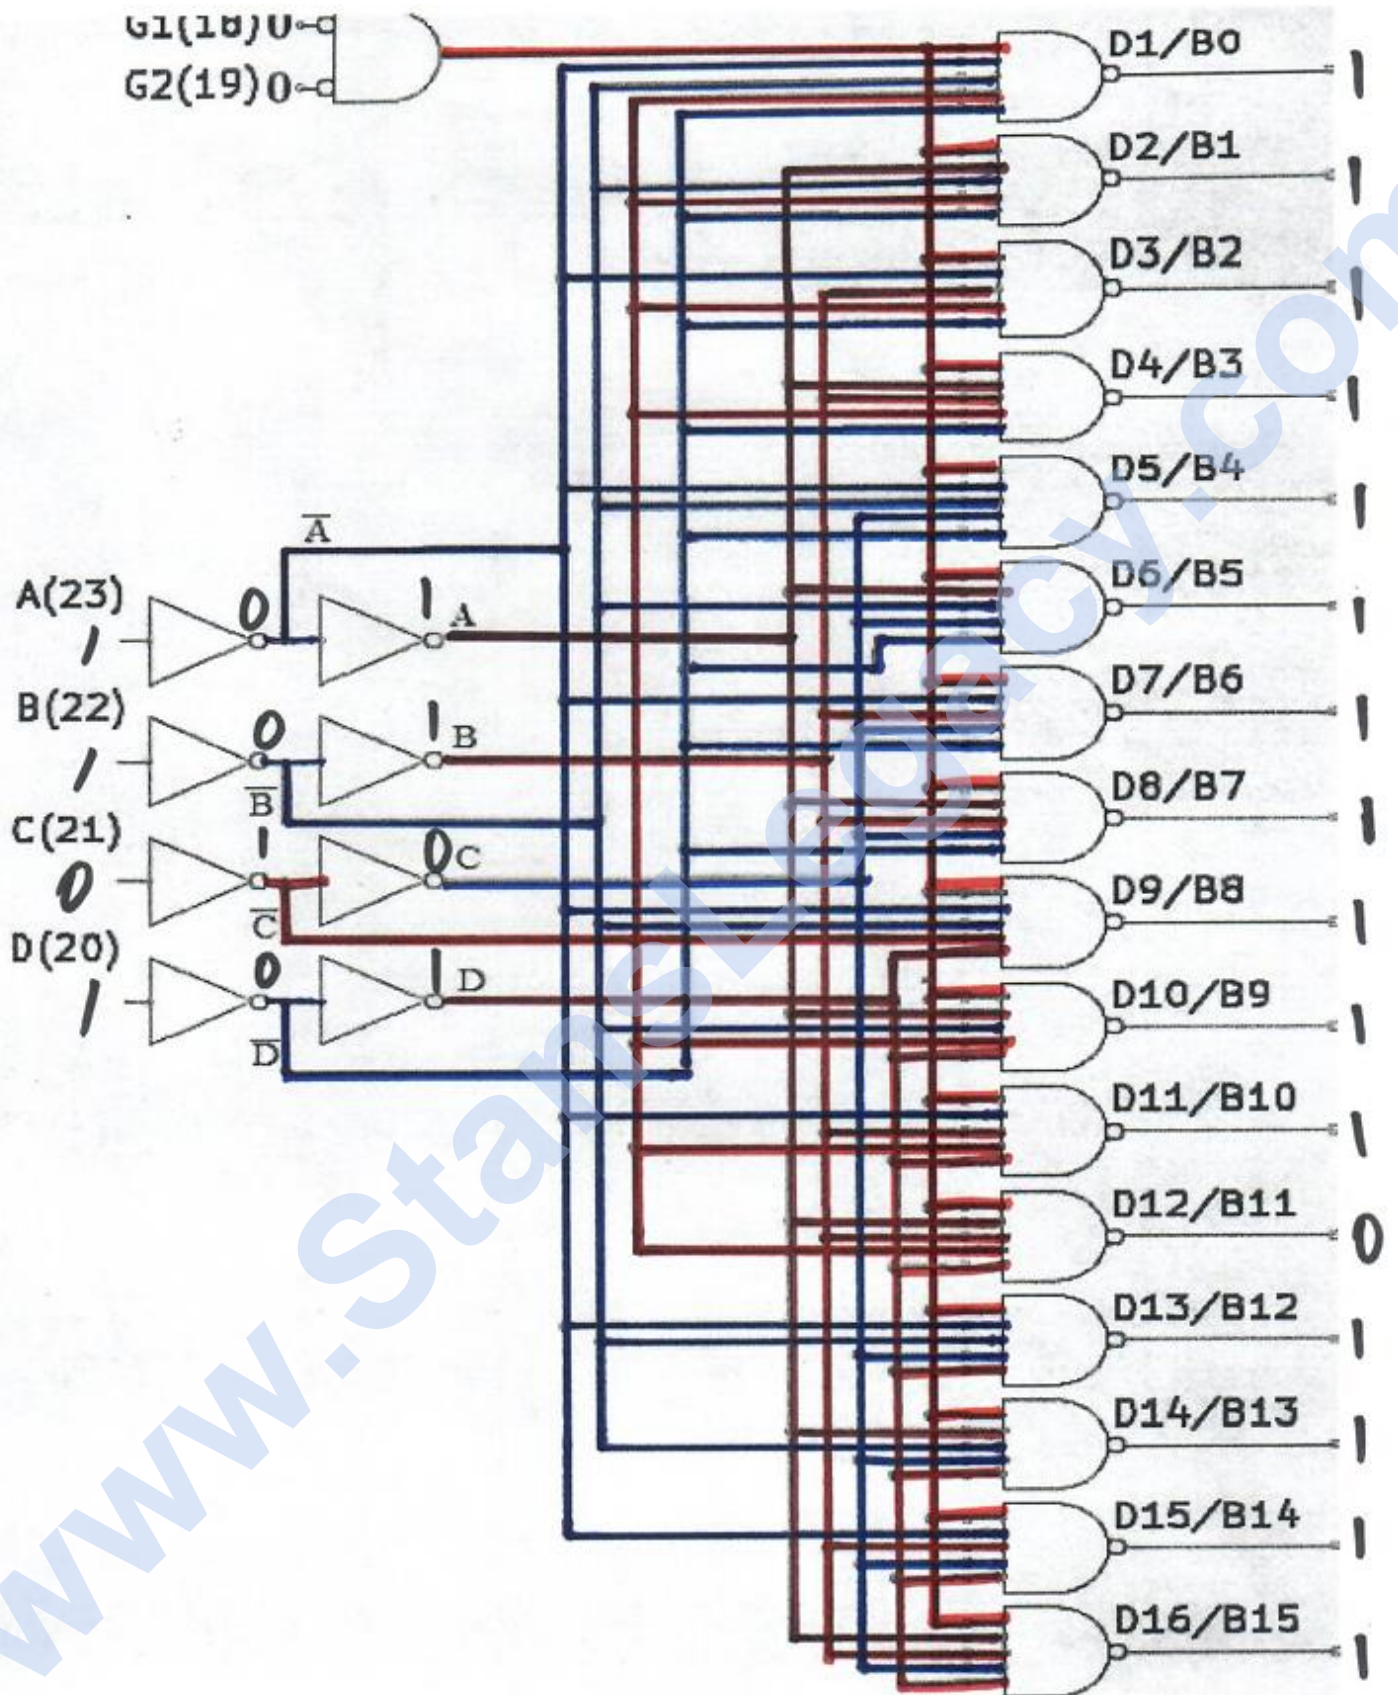 G1(18)0
D1/B0 1
G2(19)0
D2/B1 1
D3/B2 1
D4/B3 1
D5/B4 1
A̅
D6/B5 1
A(23) 1 0 1 A
D7/B6 1
B(22) 1 0 1 B
B̅
D8/B7 1
C(21) 0 1 0 C
C̅
D9/B8 1
D(20) 1 0 1 D
D̅
D10/B9 1
D11/B10 1
D12/B11 0
D13/B12 1
D14/B13 1
D15/B14 1
D16/B15 1
www.StansLegacy.com